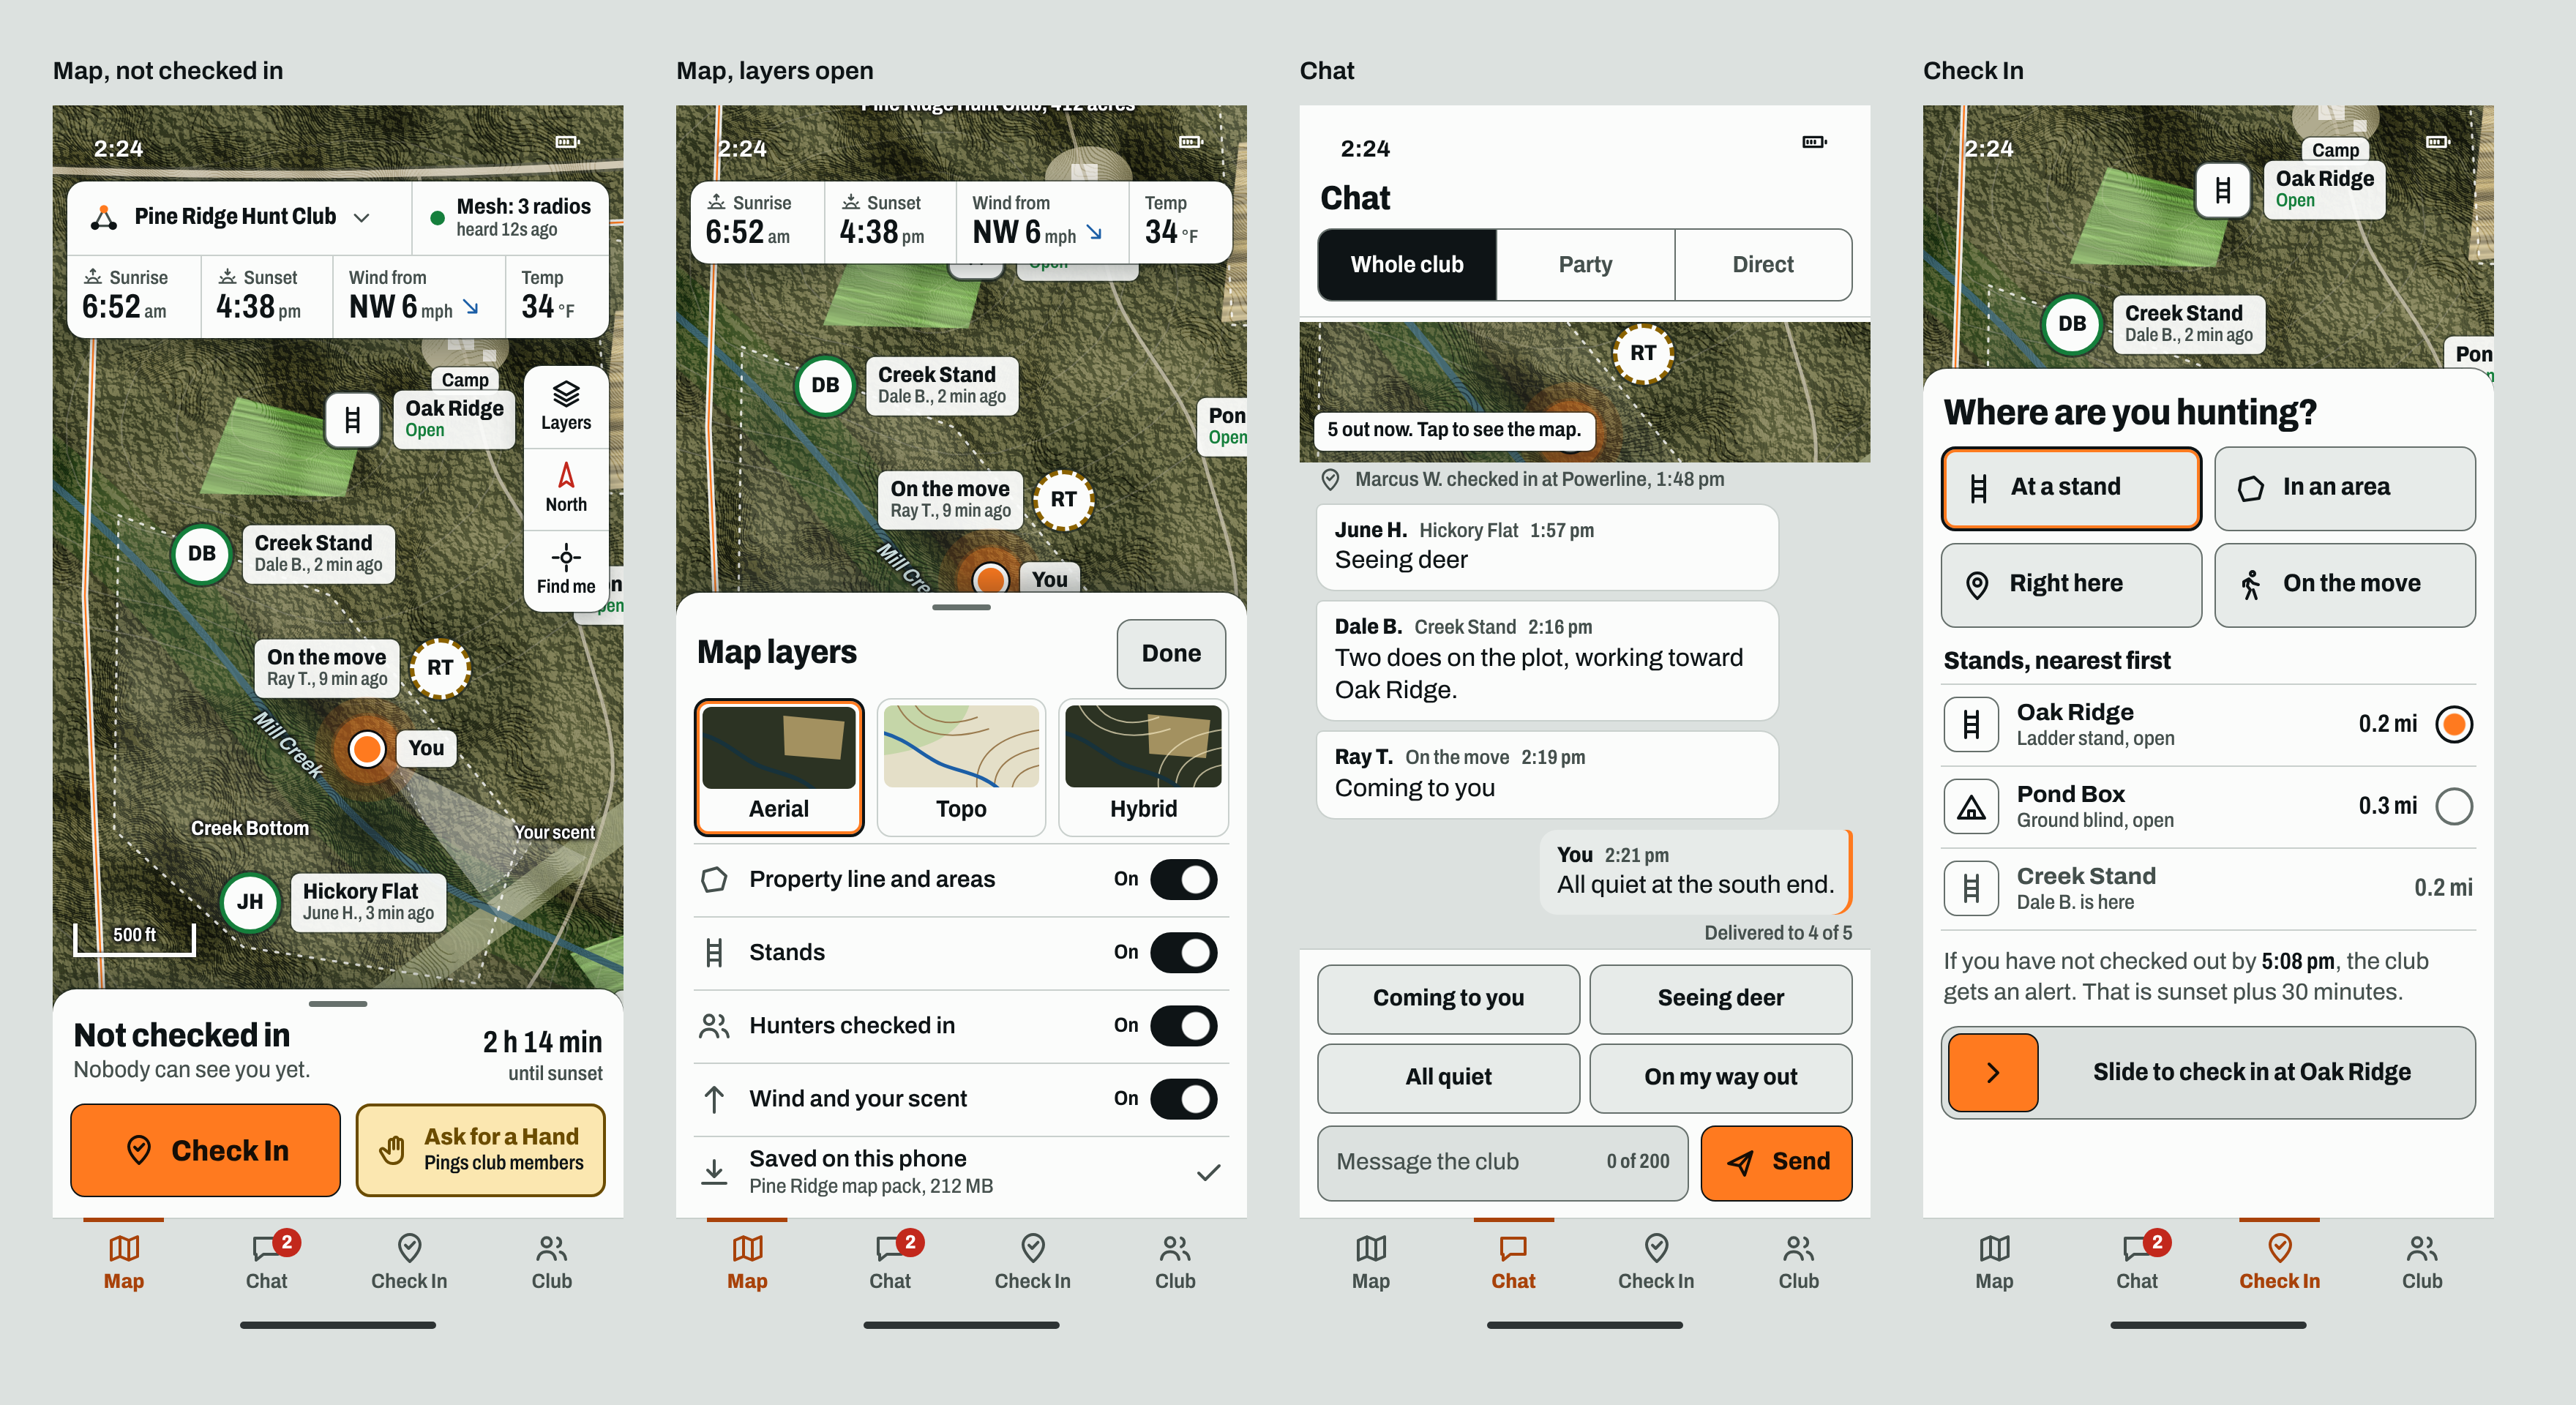 Map, not checked in
2:24
Pine Ridge Hunt Club
Mesh: 3 radios
heard 12s ago
Sunrise
6:52 am
Sunset
4:38 pm
Wind from
NW 6 mph
Temp
34 °F
Camp
Oak Ridge
Open
Layers
North
Find me
DB
Creek Stand
Dale B., 2 min ago
On the move
Ray T., 9 min ago
RT
Mill Creek
You
Creek Bottom
Your scent
JH
Hickory Flat
June H., 3 min ago
500 ft
Not checked in
Nobody can see you yet.
2 h 14 min
until sunset
Check In
Ask for a Hand
Pings club members
Map
2
Chat
Check In
Club
Map, layers open
Pine Ridge Hunt Club, 412 acres
2:24
Sunrise
6:52 am
Sunset
4:38 pm
Wind from
NW 6 mph
Temp
34 °F
Open
DB
Creek Stand
Dale B., 2 min ago
Pon
Open
On the move
Ray T., 9 min ago
RT
Mill Cre
You
Map layers
Done
Aerial
Topo
Hybrid
Property line and areas
On
Stands
On
Hunters checked in
On
Wind and your scent
On
Saved on this phone
Pine Ridge map pack, 212 MB
Map
2
Chat
Check In
Club
Chat
2:24
Chat
Whole club
Party
Direct
RT
5 out now. Tap to see the map.
Marcus W. checked in at Powerline, 1:48 pm
June H. Hickory Flat 1:57 pm
Seeing deer
Dale B. Creek Stand 2:16 pm
Two does on the plot, working toward
Oak Ridge.
Ray T. On the move 2:19 pm
Coming to you
You 2:21 pm
All quiet at the south end.
Delivered to 4 of 5
Coming to you
Seeing deer
All quiet
On my way out
Message the club
0 of 200
Send
Map
Chat
Check In
Club
Check In
2:24
Camp
Oak Ridge
Open
DB
Creek Stand
Dale B., 2 min ago
Pon
Where are you hunting?
At a stand
In an area
Right here
On the move
Stands, nearest first
Oak Ridge
Ladder stand, open
0.2 mi
Pond Box
Ground blind, open
0.3 mi
Creek Stand
Dale B. is here
0.2 mi
If you have not checked out by 5:08 pm, the club
gets an alert. That is sunset plus 30 minutes.
Slide to check in at Oak Ridge
Map
2
Chat
Check In
Club